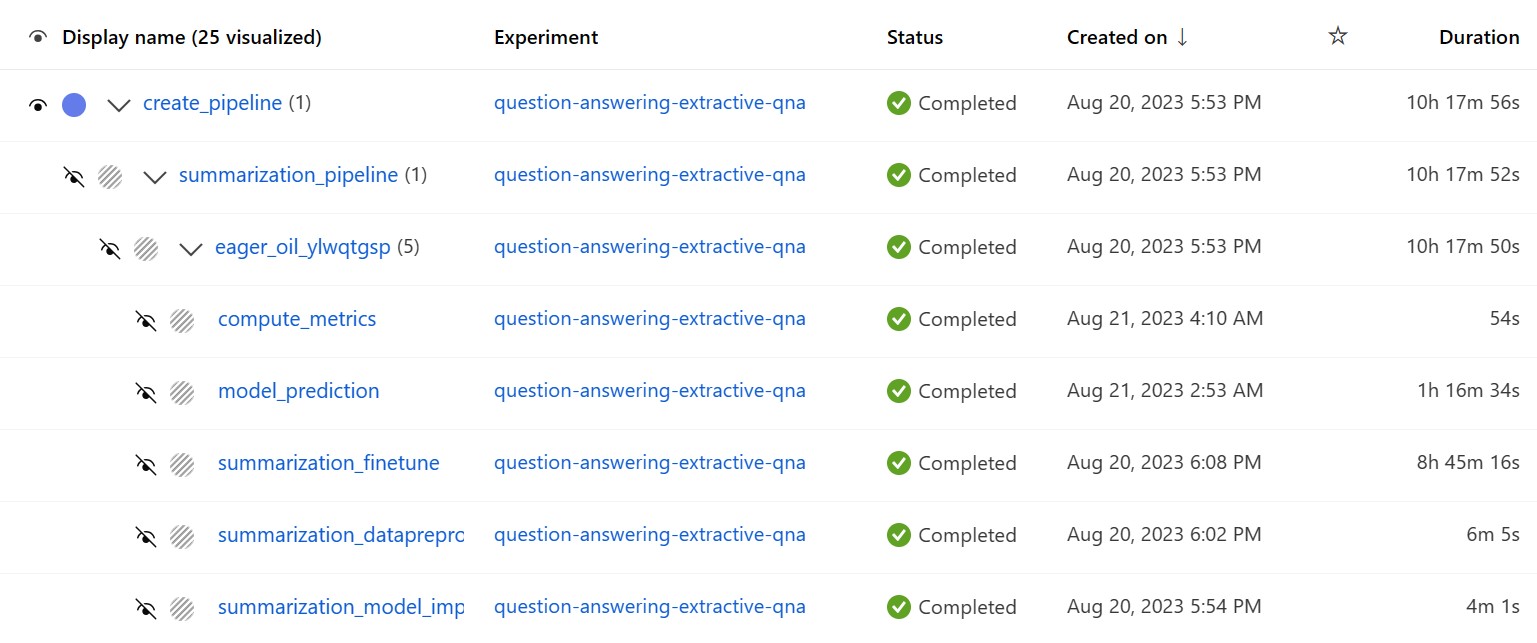 Display name (25 visualized) Experiment Status Created on ↓ Duration
create_pipeline (1) question-answering-extractive-qna Completed Aug 20, 2023 5:53 PM 10h 17m 56s
summarization_pipeline (1) question-answering-extractive-qna Completed Aug 20, 2023 5:53 PM 10h 17m 52s
eager_oil_ylwqtgsp (5) question-answering-extractive-qna Completed Aug 20, 2023 5:53 PM 10h 17m 50s
compute_metrics question-answering-extractive-qna Completed Aug 21, 2023 4:10 AM 54s
model_prediction question-answering-extractive-qna Completed Aug 21, 2023 2:53 AM 1h 16m 34s
summarization_finetune question-answering-extractive-qna Completed Aug 20, 2023 6:08 PM 8h 45m 16s
summarization_dataprepro question-answering-extractive-qna Completed Aug 20, 2023 6:02 PM 6m 5s
summarization_model_imp question-answering-extractive-qna Completed Aug 20, 2023 5:54 PM 4m 1s